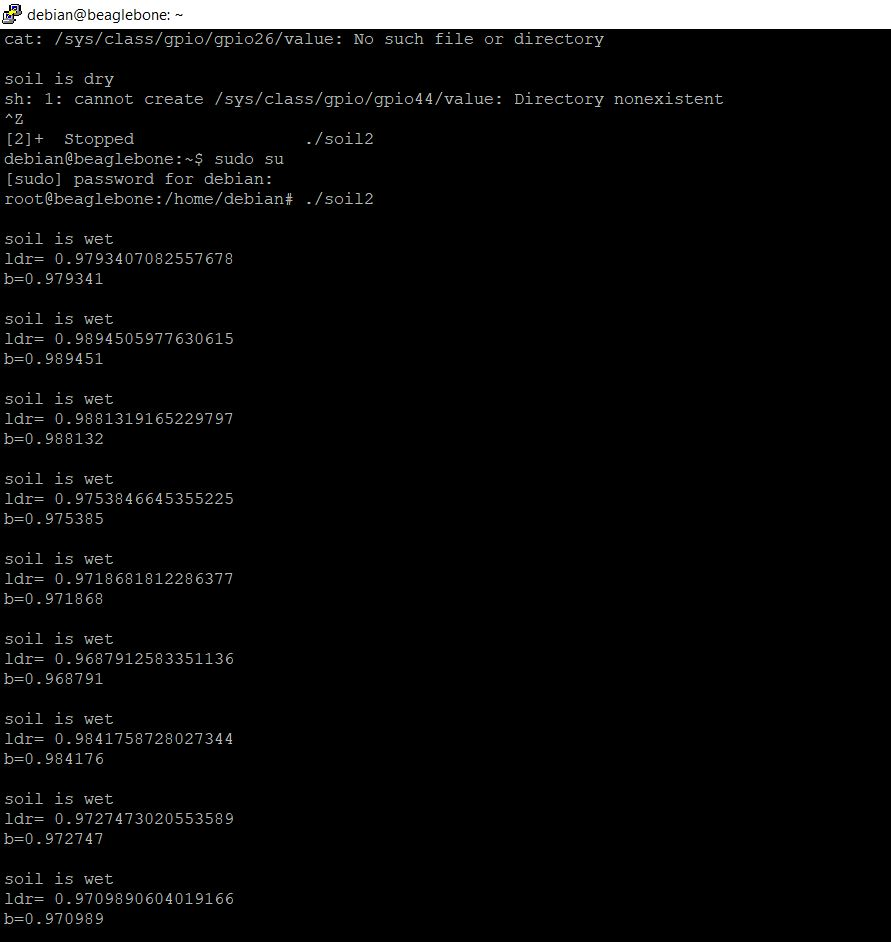 debian@beaglebone: ~
cat: /sys/class/gpio/gpio26/value: No such file or directory
soil is dry
sh: 1: cannot create /sys/class/gpio/gpio44/value: Directory nonexistent
^Z
[2]+  Stopped                 ./soil2
debian@beaglebone:~$ sudo su
[sudo] password for debian:
root@beaglebone:/home/debian# ./soil2
soil is wet
ldr= 0.9793407082557678
b=0.979341
soil is wet
ldr= 0.9894505977630615
b=0.989451
soil is wet
ldr= 0.9881319165229797
b=0.988132
soil is wet
ldr= 0.9753846645355225
b=0.975385
soil is wet
ldr= 0.9718681812286377
b=0.971868
soil is wet
ldr= 0.9687912583351136
b=0.968791
soil is wet
ldr= 0.9841758728027344
b=0.984176
soil is wet
ldr= 0.9727473020553589
b=0.972747
soil is wet
ldr= 0.9709890604019166
b=0.970989